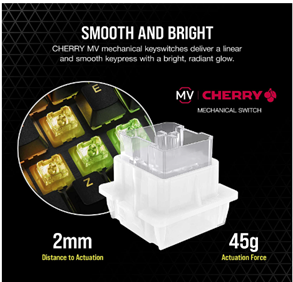 SMOOTH AND BRIGHT
CHERRY MV mechanical keyswitches deliver a linear
and smooth keypress with a bright, radiant glow.
MV CHERRY
MECHANICAL SWITCH
E
Z
2mm
Distance to Actuation
45g
Actuation Force